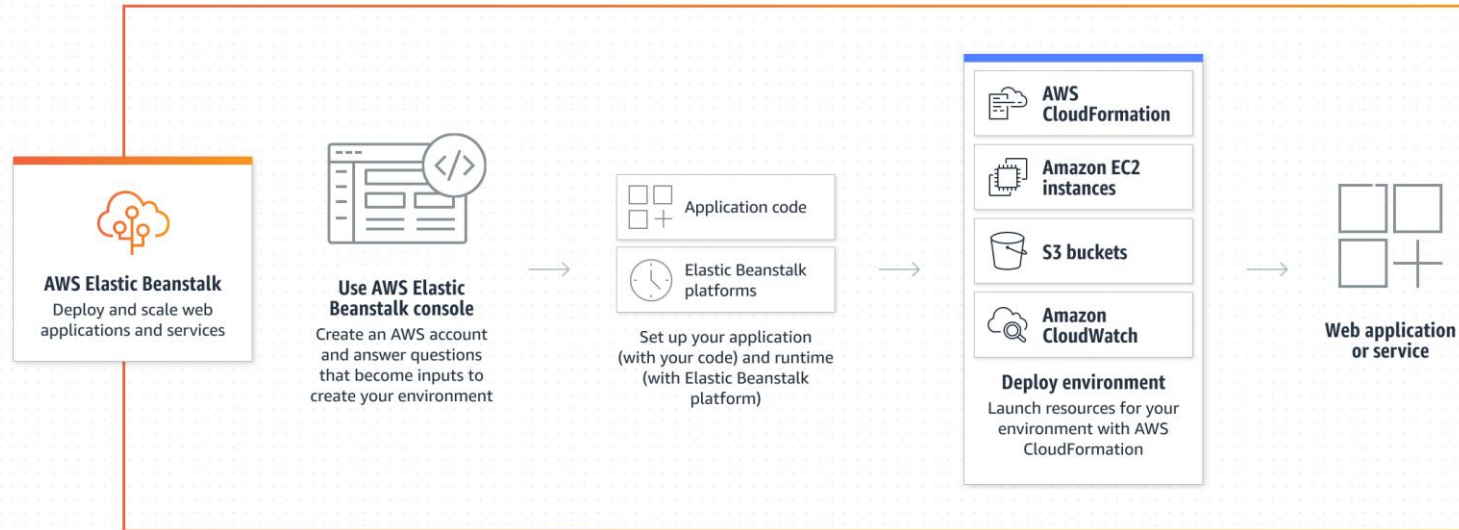 AWS Elastic Beanstalk
Deploy and scale web
applications and services
</>
Use AWS Elastic
Beanstalk console
Create an AWS account
and answer questions
that become inputs to
create your environment
Application code
Elastic Beanstalk
platforms
Set up your application
(with your code) and runtime
(with Elastic Beanstalk
platform)
AWS
CloudFormation
Amazon EC2
instances
S3 buckets
Amazon
CloudWatch
Deploy environment
Launch resources for your
environment with AWS
CloudFormation
Web application
or service